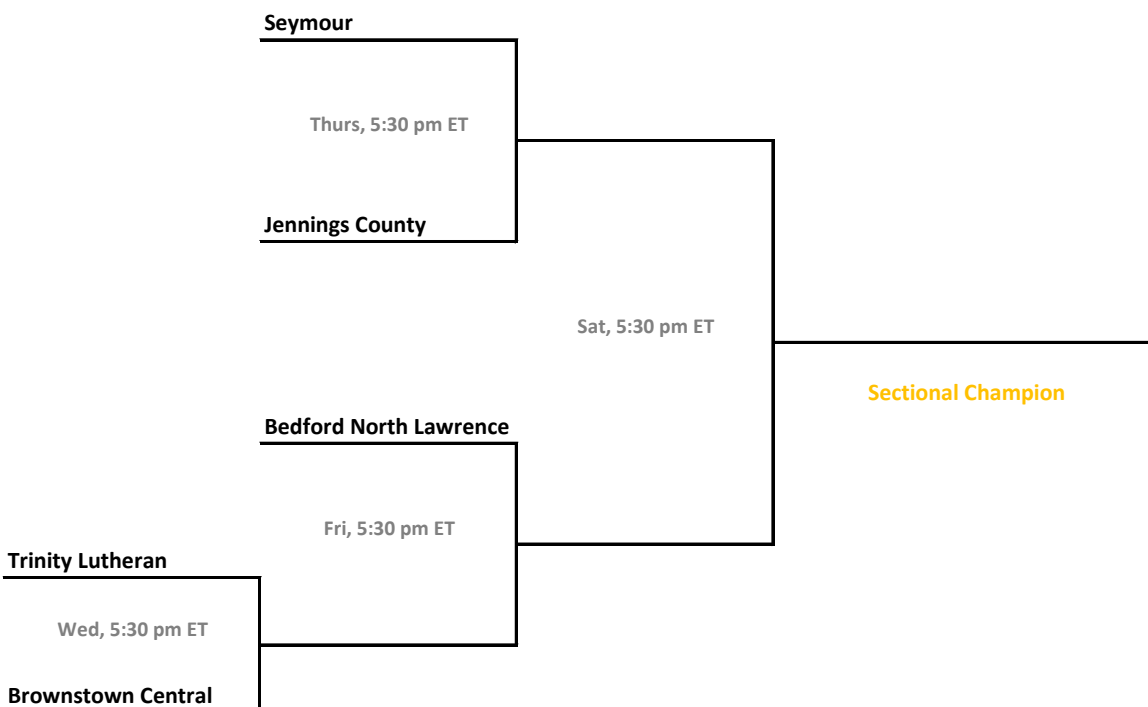 Seymour
Thurs, 5:30 pm ET
Jennings County
Sat, 5:30 pm ET
Sectional Champion
Bedford North Lawrence
Fri, 5:30 pm ET
Trinity Lutheran
Wed, 5:30 pm ET
Brownstown Central